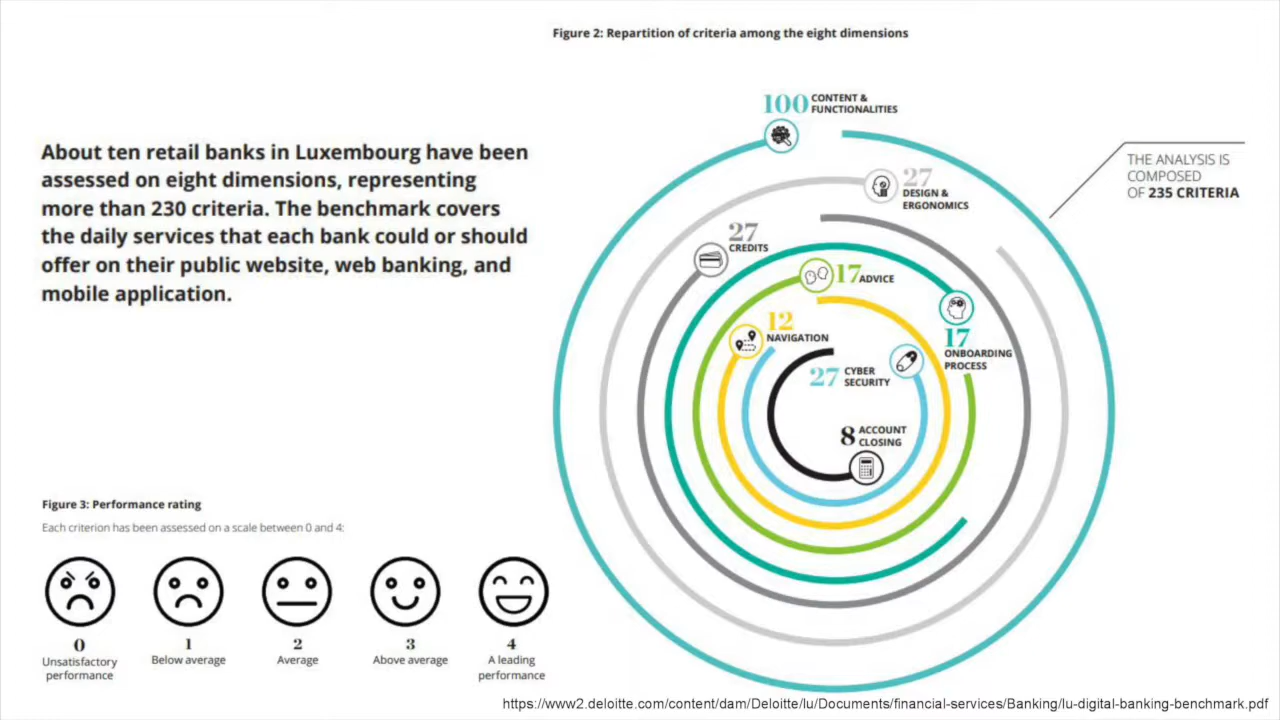 Figure 2: Repartition of criteria among the eight dimensions
About ten retail banks in Luxembourg have been
assessed on eight dimensions, representing
more than 230 criteria. The benchmark covers
the daily services that each bank could or should
offer on their public website, web banking, and
mobile application.
100 CONTENT &
FUNCTIONALITIES
27
DESIGN &
ERGONOMICS
27
CREDITS
17 ADVICE
17
ONBOARDING
PROCESS
12
NAVIGATION
27 CYBER
SECURITY
8 ACCOUNT
CLOSING
THE ANALYSIS IS
COMPOSED
OF 235 CRITERIA
Figure 3: Performance rating
Each criterion has been assessed on a scale between 0 and 4:
0
Unsatisfactory
performance
1
Below average
2
Average
3
Above average
4
A leading
performance
https://www2.deloitte.com/content/dam/Deloitte/lu/Documents/financial-services/Banking/lu-digital-banking-benchmark.pdf